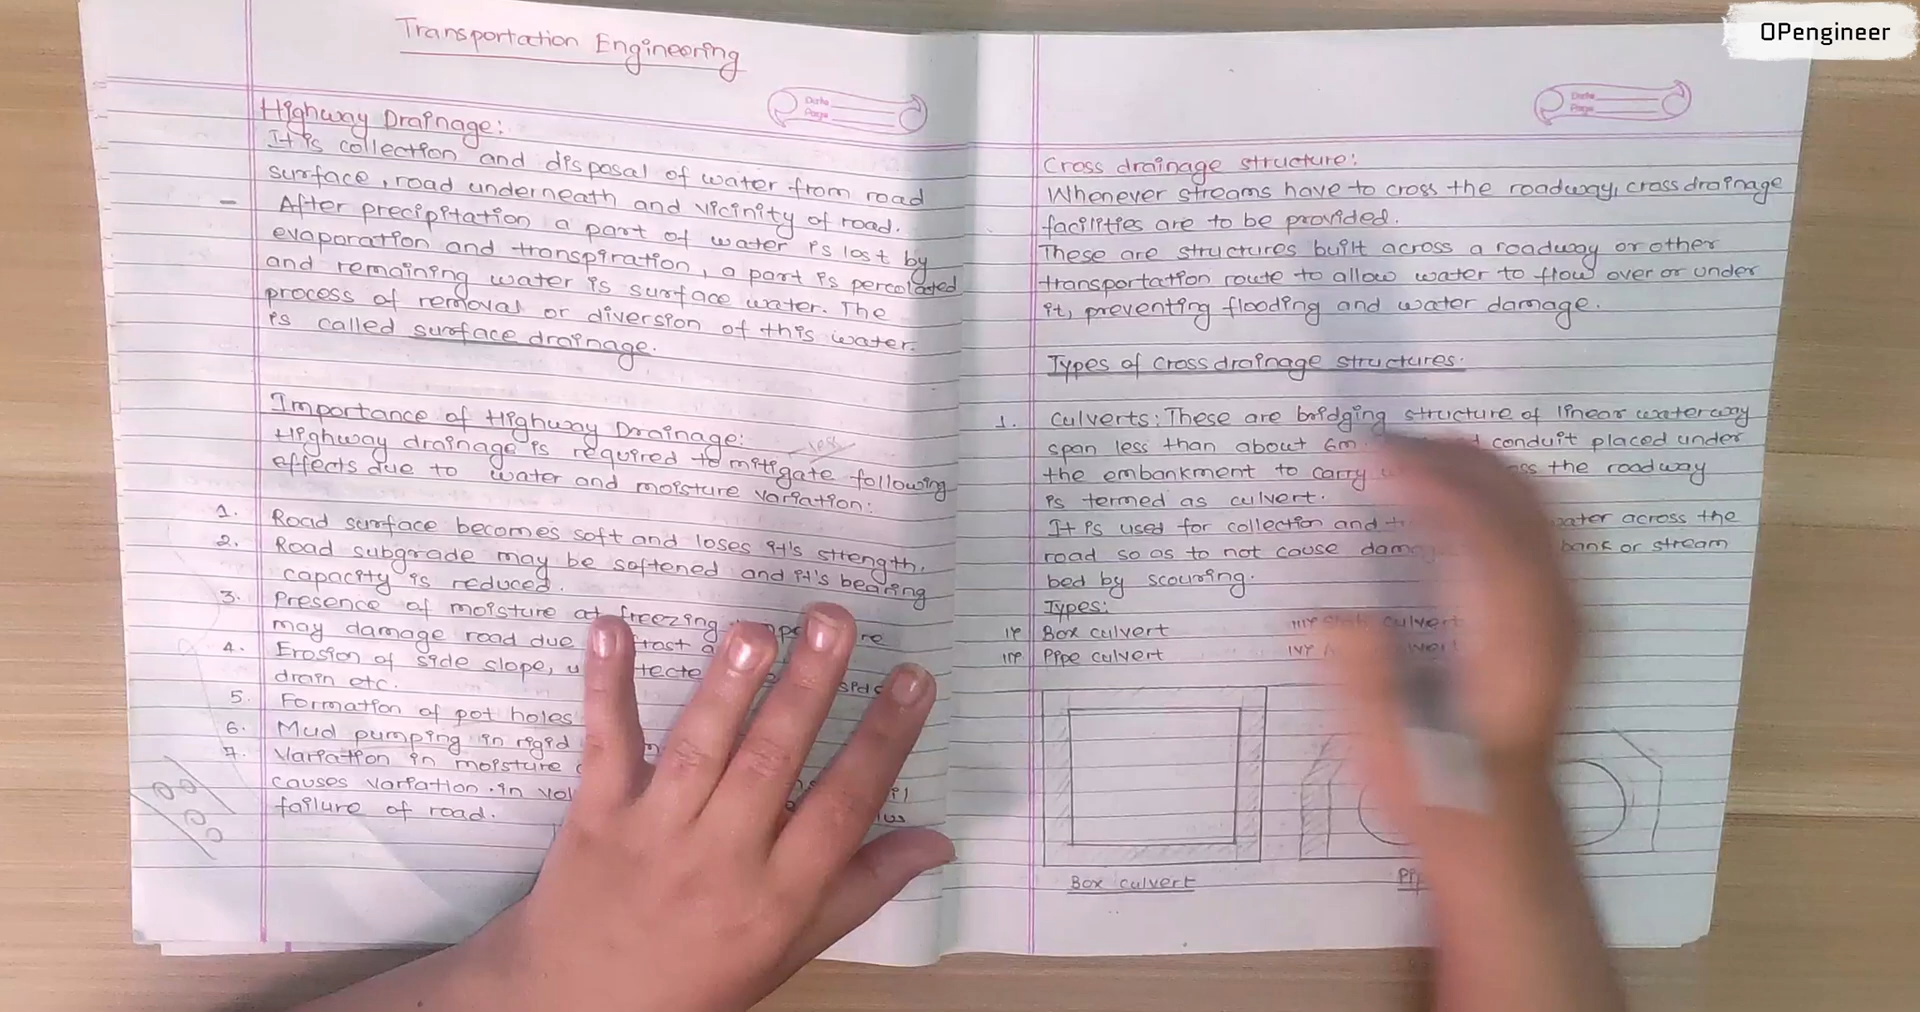 OPengineer
Transportation Engineering
Date
Page
Highway Drainage:
It is collection and disposal of water from road
surface, road underneath and vicinity of road.
- After precipitation a part of water is lost by
evaporation and transpiration, a part is percolated
and remaining water is surface water. The
process of removal or diversion of this water
is called surface drainage.
Importance of Highway Drainage:
Highway drainage is required to mitigate following
effects due to water and moisture variation:
1. Road surface becomes soft and loses it's strength.
2. Road subgrade may be softened and it's bearing
capacity is reduced.
3. Presence of moisture at freezing
may damage road due
4. Erosion of side slope,
drain etc.
5. Formation of pot holes
6. Mud pumping in rigid
7. Variation in moisture
causes variation in
failure of road.
Date
Page
Cross drainage structure:
Whenever streams have to cross the roadway, cross drainage
facilities are to be provided.
These are structures built across a roadway or other
transportation route to allow water to flow over or under
it, preventing flooding and water damage.
Types of cross drainage structures.
1. Culverts: These are bridging structure of linear waterway
span less than about 6m. conduit placed under
the embankment to carry the roadway
is termed as culvert.
It is used for collection and across the
road so as to not cause bank or stream
bed by scouring.
Types:
i) Box culvert iii) Slab culvert
ii) Pipe culvert iv)
Box culvert